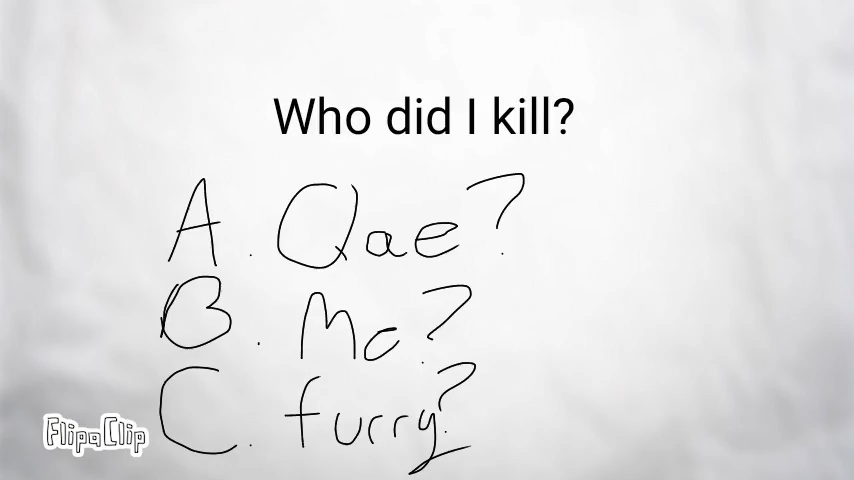 Who did I kill?
A. Qae?
B. Mc?
C. furry?
FlipaClip